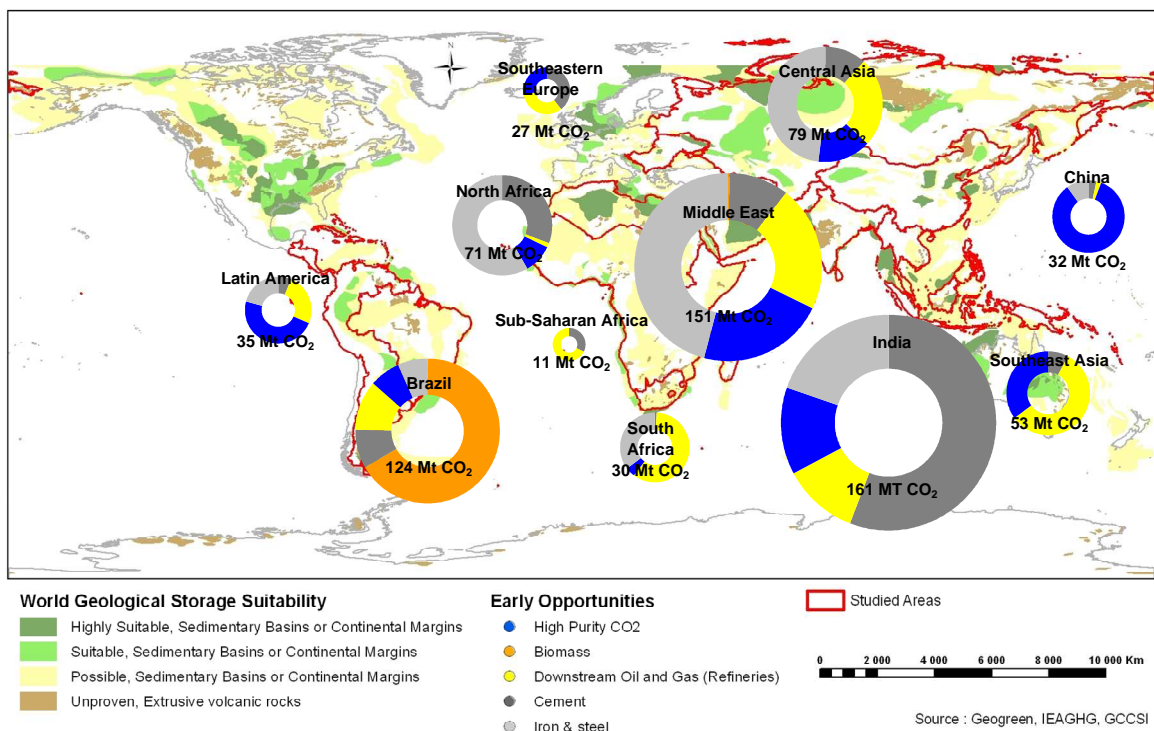 N
Southeastern
Europe
27 Mt CO₂
Central Asia
79 Mt CO₂
North Africa
71 Mt CO₂
Middle East
151 Mt CO₂
China
32 Mt CO₂
Latin America
35 Mt CO₂
Sub-Saharan Africa
11 Mt CO₂
India
161 MT CO₂
Southeast Asia
53 Mt CO₂
Brazil
124 Mt CO₂
South
Africa
30 Mt CO₂
World Geological Storage Suitability
Highly Suitable, Sedimentary Basins or Continental Margins
Suitable, Sedimentary Basins or Continental Margins
Possible, Sedimentary Basins or Continental Margins
Unproven, Extrusive volcanic rocks
Early Opportunities
High Purity CO2
Biomass
Downstream Oil and Gas (Refineries)
Cement
Iron & steel
Studied Areas
0 2 000 4 000 6 000 8 000 10 000 Km
Source : Geogreen, IEAGHG, GCCSI